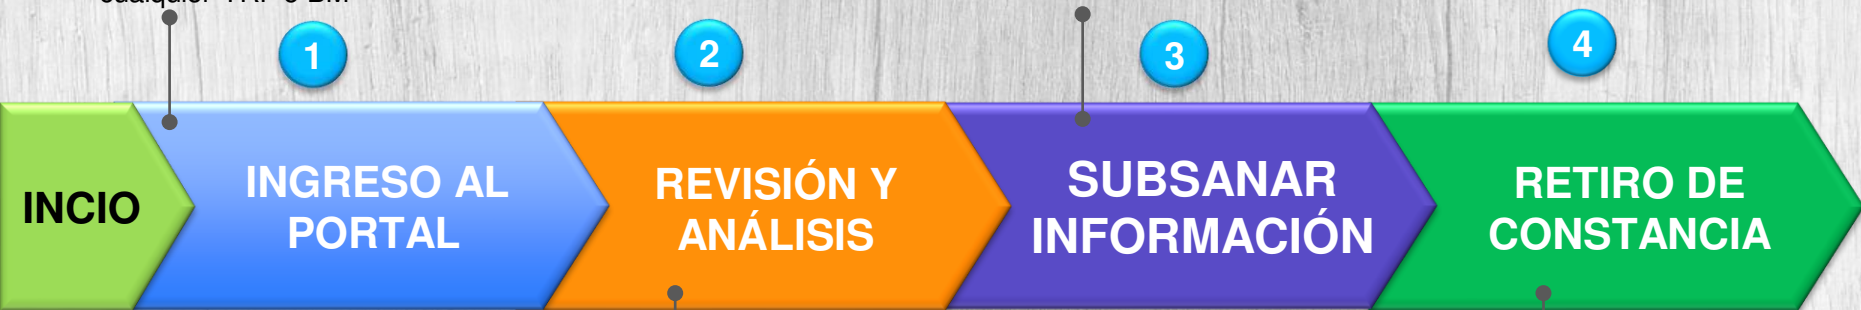 1
2
3
4
INCIO
INGRESO AL
PORTAL
REVISIÓN Y
ANÁLISIS
SUBSANAR
INFORMACIÓN
RETIRO DE
CONSTANCIA